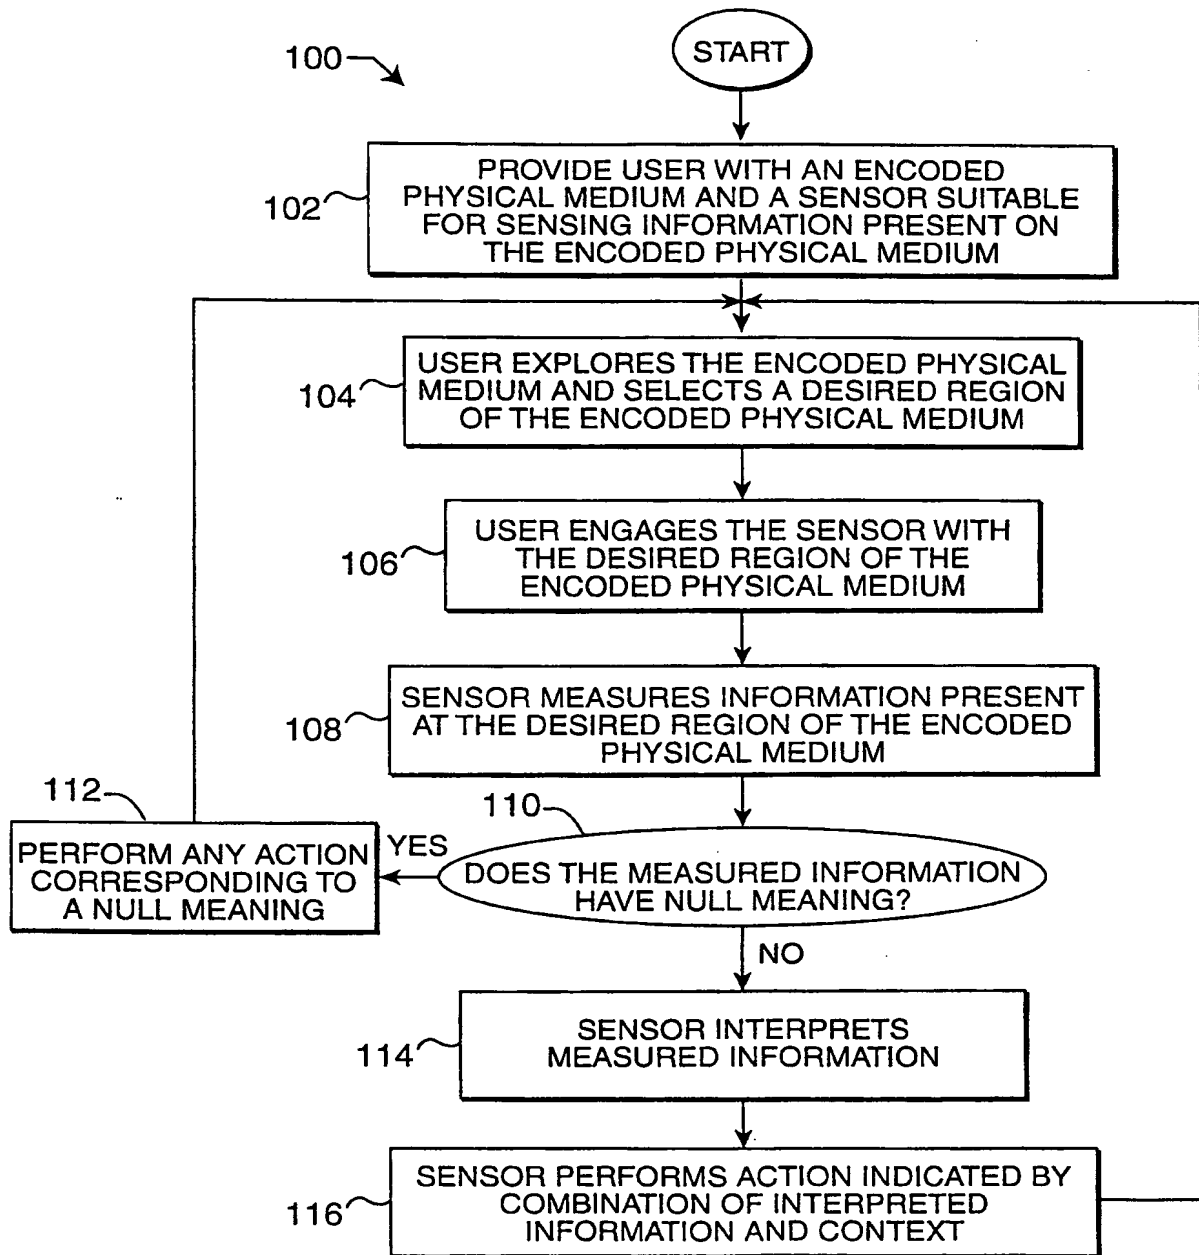 START
100
PROVIDE USER WITH AN ENCODED
PHYSICAL MEDIUM AND A SENSOR SUITABLE
FOR SENSING INFORMATION PRESENT ON
THE ENCODED PHYSICAL MEDIUM
102
USER EXPLORES THE ENCODED PHYSICAL
MEDIUM AND SELECTS A DESIRED REGION
OF THE ENCODED PHYSICAL MEDIUM
104
USER ENGAGES THE SENSOR WITH
THE DESIRED REGION OF THE
ENCODED PHYSICAL MEDIUM
106
SENSOR MEASURES INFORMATION PRESENT
AT THE DESIRED REGION OF THE ENCODED
PHYSICAL MEDIUM
108
110
DOES THE MEASURED INFORMATION
HAVE NULL MEANING?
YES
112
PERFORM ANY ACTION
CORRESPONDING TO
A NULL MEANING
NO
SENSOR INTERPRETS
MEASURED INFORMATION
114
SENSOR PERFORMS ACTION INDICATED BY
COMBINATION OF INTERPRETED
INFORMATION AND CONTEXT
116